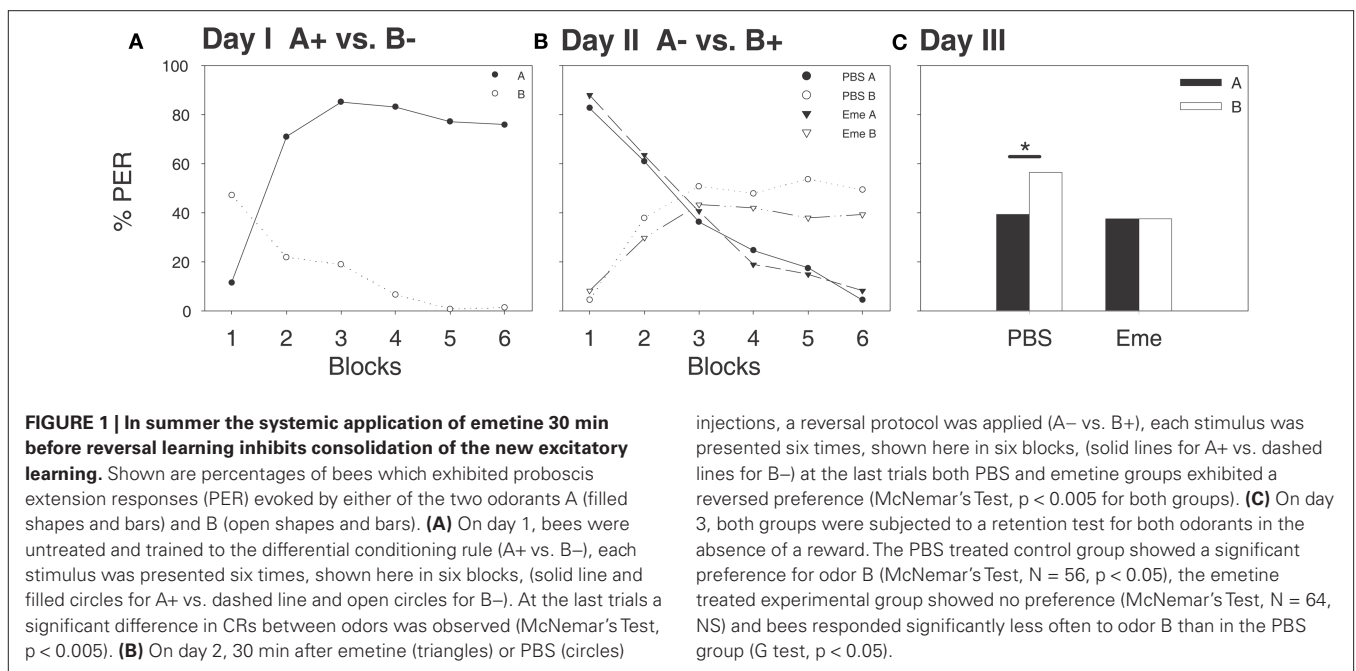 A Day I A+ vs. B-
B Day II A- vs. B+
C Day III
100
80
60
40
20
0
% PER
A
B
1 2 3 4 5 6
Blocks
PBS A
PBS B
Eme A
Eme B
1 2 3 4 5 6
Blocks
A
B
*
PBS Eme
FIGURE 1 | In summer the systemic application of emetine 30 min
before reversal learning inhibits consolidation of the new excitatory
learning. Shown are percentages of bees which exhibited proboscis
extension responses (PER) evoked by either of the two odorants A (filled
shapes and bars) and B (open shapes and bars). (A) On day 1, bees were
untreated and trained to the differential conditioning rule (A+ vs. B–), each
stimulus was presented six times, shown here in six blocks, (solid line and
filled circles for A+ vs. dashed line and open circles for B–). At the last trials a
significant difference in CRs between odors was observed (McNemar's Test,
p < 0.005). (B) On day 2, 30 min after emetine (triangles) or PBS (circles)
injections, a reversal protocol was applied (A– vs. B+), each stimulus was
presented six times, shown here in six blocks, (solid lines for A+ vs. dashed
lines for B–) at the last trials both PBS and emetine groups exhibited a
reversed preference (McNemar's Test, p < 0.005 for both groups). (C) On day
3, both groups were subjected to a retention test for both odorants in the
absence of a reward. The PBS treated control group showed a significant
preference for odor B (McNemar's Test, N = 56, p < 0.05), the emetine
treated experimental group showed no preference (McNemar's Test, N = 64,
NS) and bees responded significantly less often to odor B than in the PBS
group (G test, p < 0.05).